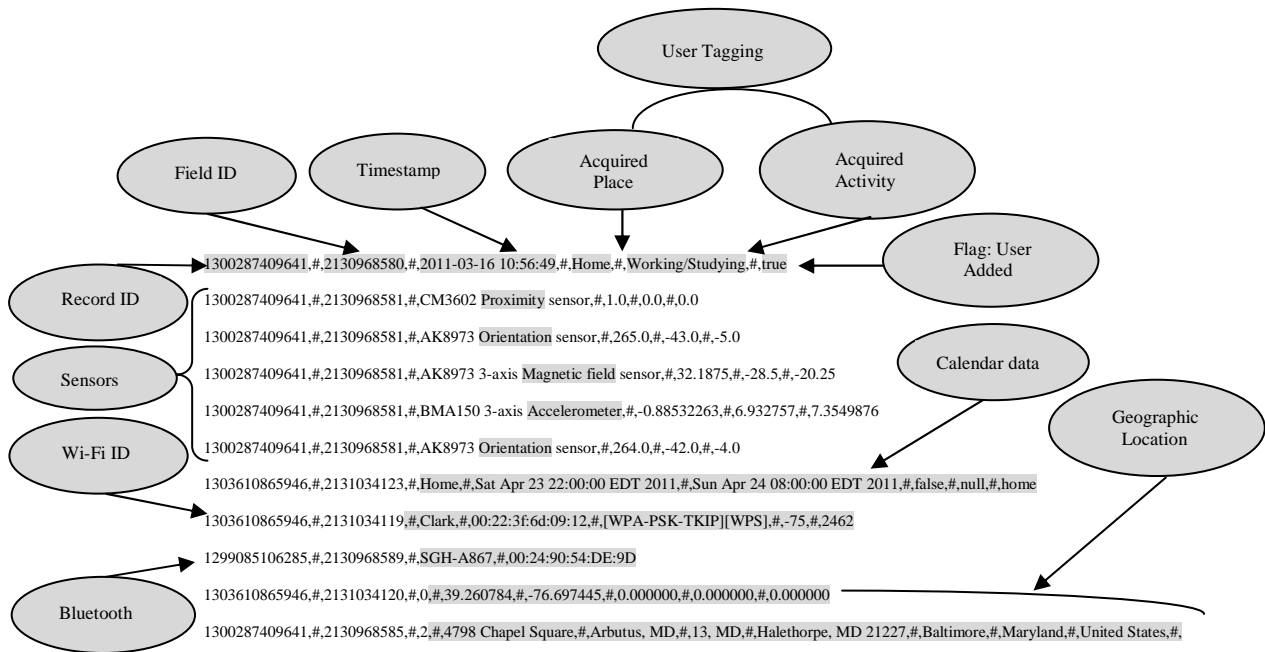 User Tagging
Field ID
Timestamp
Acquired
Place
Acquired
Activity
Flag: User
Added
1300287409641,#,2130968580,#,2011-03-16 10:56:49,#,Home,#,Working/Studying,#,true
Record ID
1300287409641,#,2130968581,#,CM3602 Proximity sensor,#,1.0,#,0.0,#,0.0
1300287409641,#,2130968581,#,AK8973 Orientation sensor,#,265.0,#,-43.0,#,-5.0
Sensors
1300287409641,#,2130968581,#,AK8973 3-axis Magnetic field sensor,#,32.1875,#,-28.5,#,-20.25
Calendar data
1300287409641,#,2130968581,#,BMA150 3-axis Accelerometer,#,-0.88532263,#,6.932757,#,7.3549876
Geographic
Location
Wi-Fi ID
1300287409641,#,2130968581,#,AK8973 Orientation sensor,#,264.0,#,-42.0,#,-4.0
1303610865946,#,2131034123,#,Home,#,Sat Apr 23 22:00:00 EDT 2011,#,Sun Apr 24 08:00:00 EDT 2011,#,false,#,null,#,home
1303610865946,#,2131034119,#,Clark,#,00:22:3f:6d:09:12,#,[WPA-PSK-TKIP][WPS],#,-75,#,2462
1299085106285,#,2130968589,#,SGH-A867,#,00:24:90:54:DE:9D
Bluetooth
1303610865946,#,2131034120,#,0,#,39.260784,#,-76.697445,#,0.000000,#,0.000000,#,0.000000
1300287409641,#,2130968585,#,2,#,4798 Chapel Square,#,Arbutus, MD,#,13, MD,#,Halethorpe, MD 21227,#,Baltimore,#,Maryland,#,United States,#,